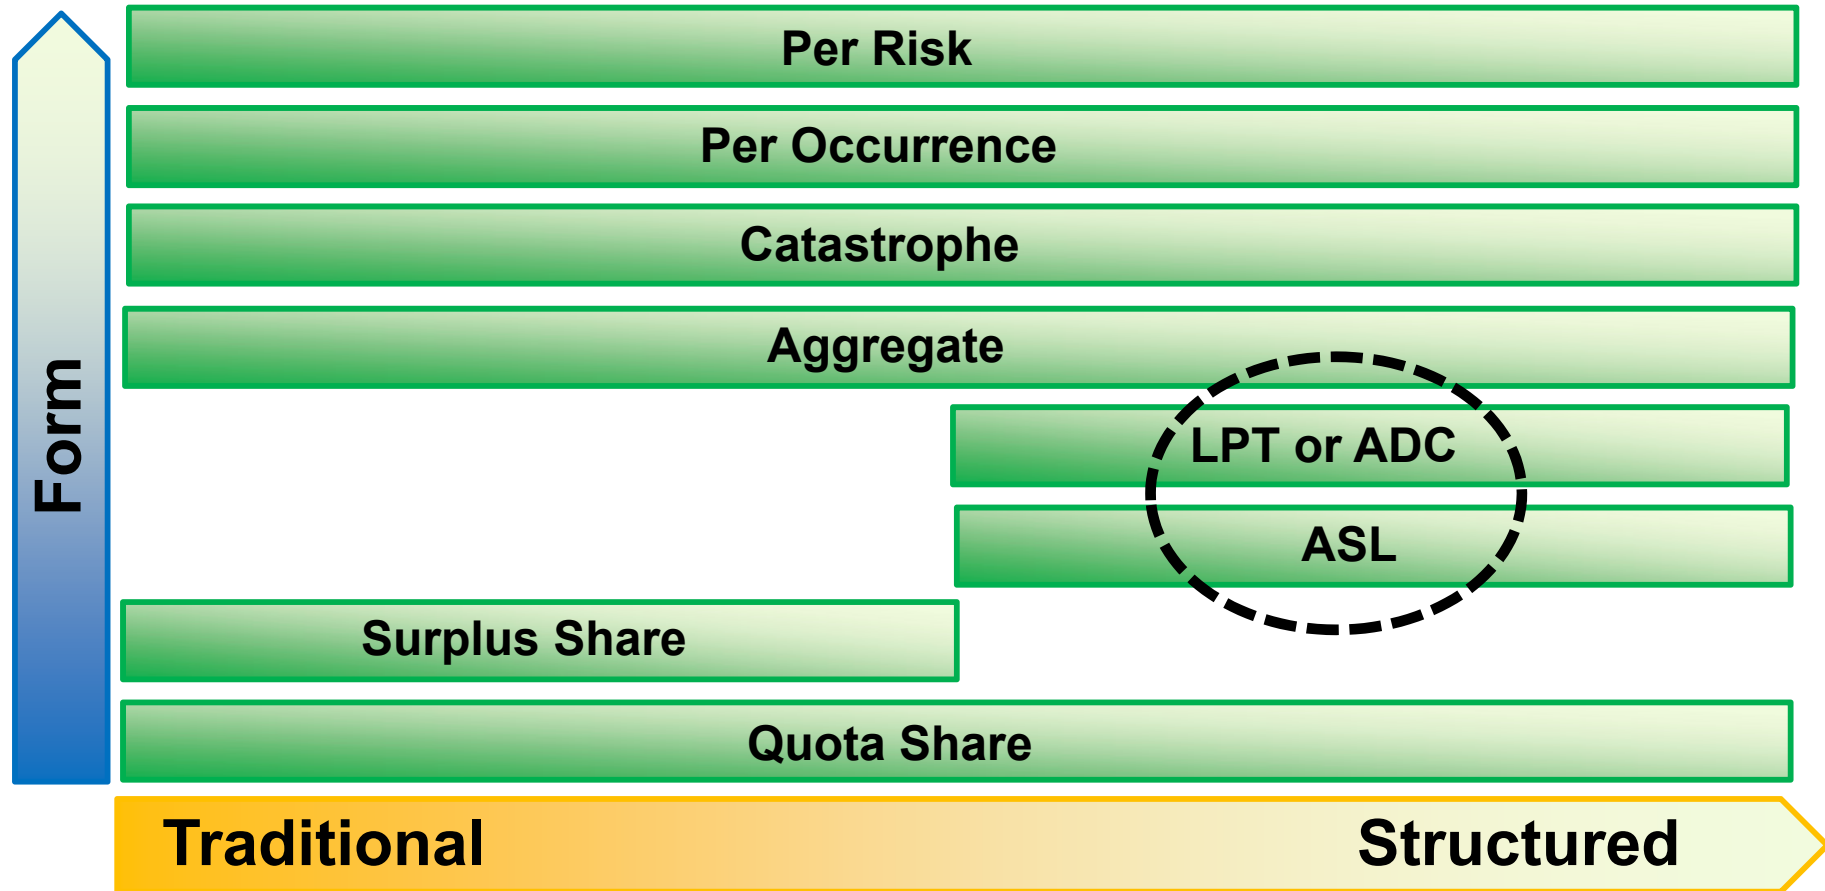 Per Risk
Per Occurrence
Catastrophe
Aggregate
LPT or ADC
ASL
Surplus Share
Quota Share
Form
Traditional
Structured